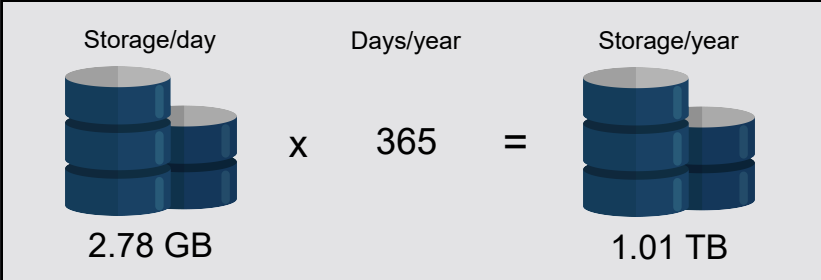 Storage/day
Days/year
Storage/year
x
365
=
2.78 GB
1.01 TB